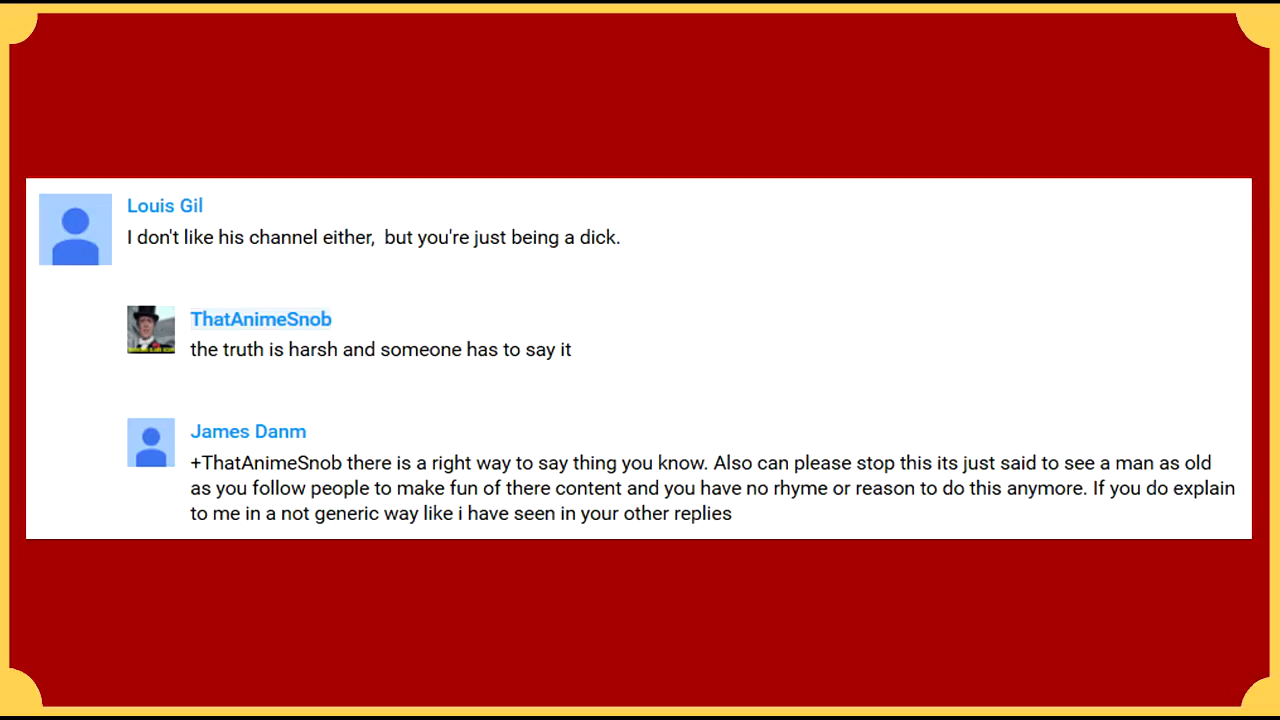 Louis Gil
I don't like his channel either,  but you're just being a dick.
ThatAnimeSnob
the truth is harsh and someone has to say it
James Danm
+ThatAnimeSnob there is a right way to say thing you know. Also can please stop this its just said to see a man as old
as you follow people to make fun of there content and you have no rhyme or reason to do this anymore. If you do explain
to me in a not generic way like i have seen in your other replies